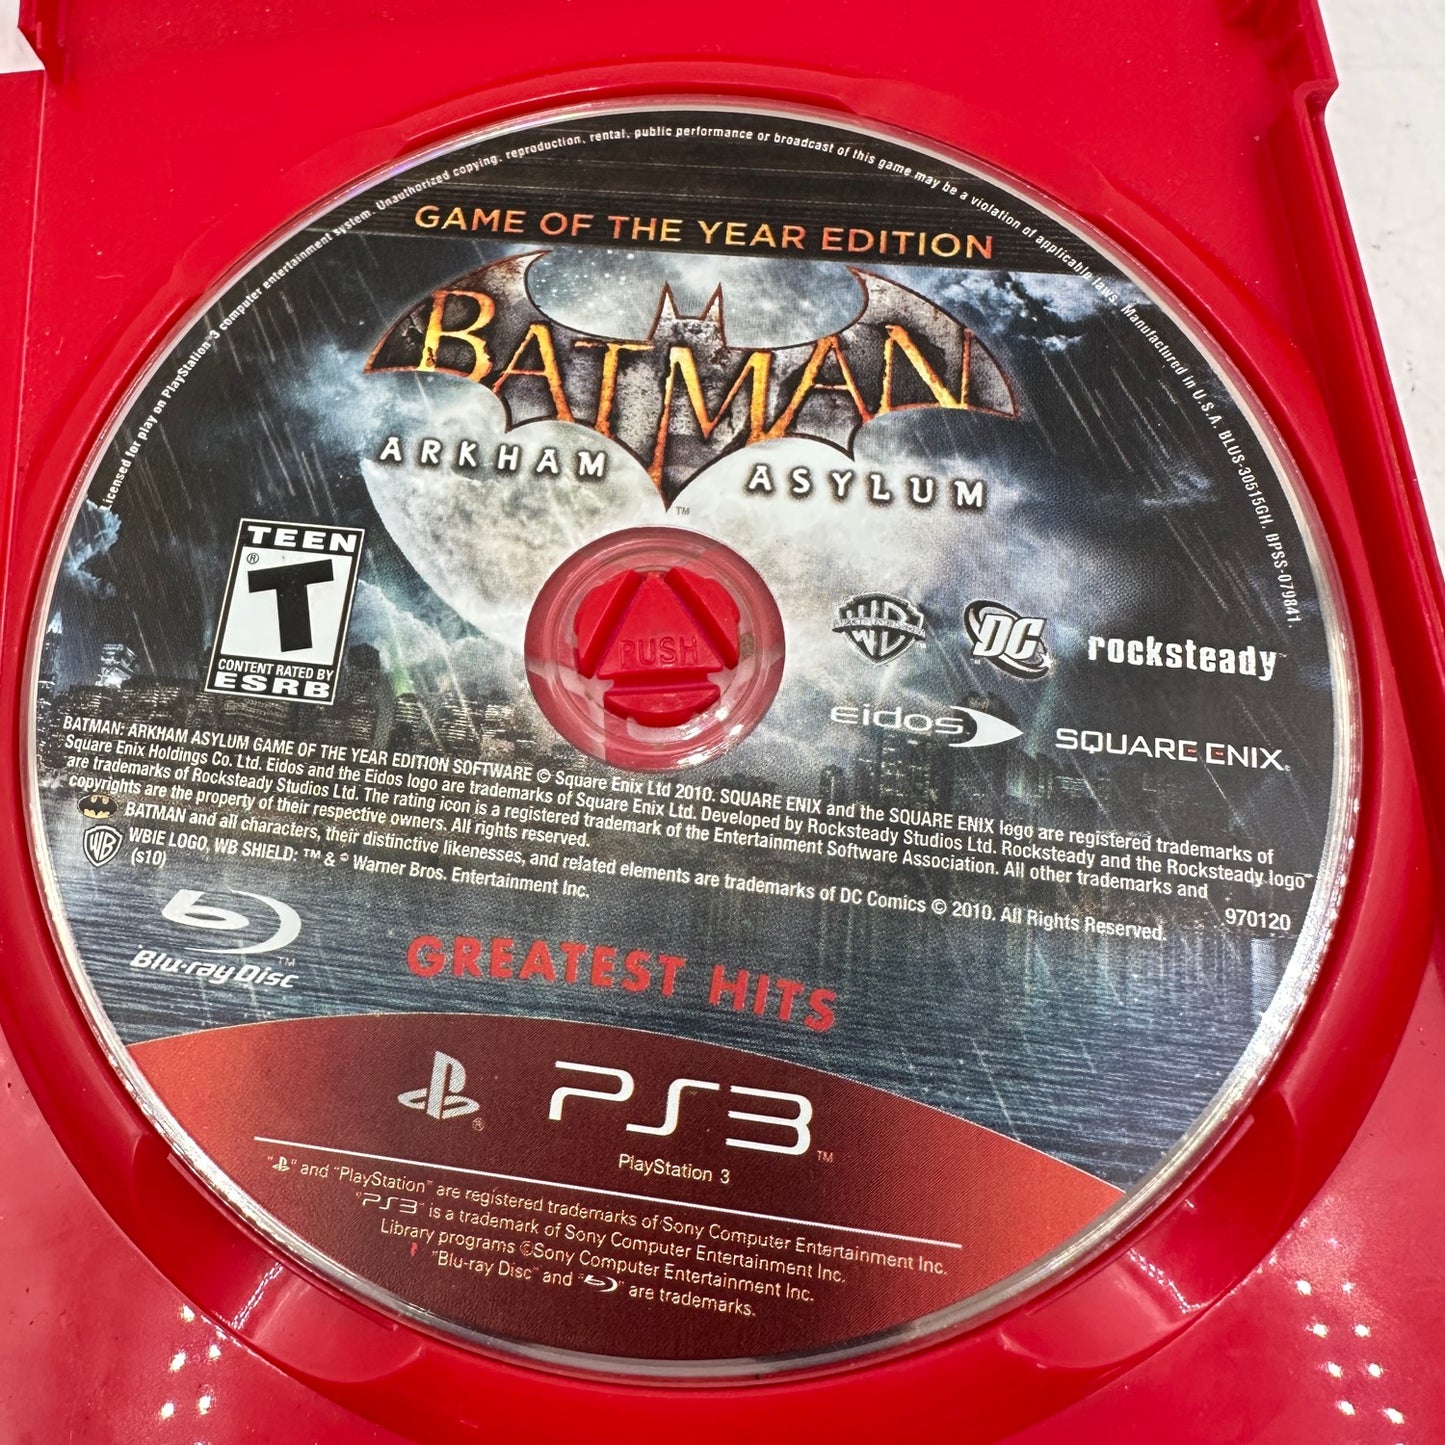 Licensed for play on PlayStation 3 computer entertainment system. Unauthorized copying, reproduction, rental, public performance or broadcast of this game may be a violation of applicable laws. Manufactured in U.S.A. BLUS-30515GH. BPSS-079841.
GAME OF THE YEAR EDITION
BATMAN
ARKHAM ASYLUM
™
TEEN
T ®
CONTENT RATED BY
ESRB
PUSH
WB
DC
rocksteady™
eidos
SQUARE ENIX.
BATMAN: ARKHAM ASYLUM GAME OF THE YEAR EDITION SOFTWARE © Square Enix Ltd 2010. SQUARE ENIX and the SQUARE ENIX logo are registered trademarks of
Square Enix Holdings Co. Ltd. Eidos and the Eidos logo are trademarks of Square Enix Ltd. Developed by Rocksteady Studios Ltd. Rocksteady and the Rocksteady logo
are trademarks of Rocksteady Studios Ltd. The rating icon is a registered trademark of the Entertainment Software Association. All other trademarks and
copyrights are the property of their respective owners. All rights reserved.
BATMAN and all characters, their distinctive likenesses, and related elements are trademarks of DC Comics © 2010. All Rights Reserved.
WB
WBIE LOGO, WB SHIELD: ™ & © Warner Bros. Entertainment Inc.
(s10)
970120
Blu-ray Disc™
GREATEST HITS
®
PS3™
PlayStation 3
" " and "PlayStation" are registered trademarks of Sony Computer Entertainment Inc.
"PS3" is a trademark of Sony Computer Entertainment Inc.
Library programs ©Sony Computer Entertainment Inc.
"Blu-ray Disc" and " " are trademarks.